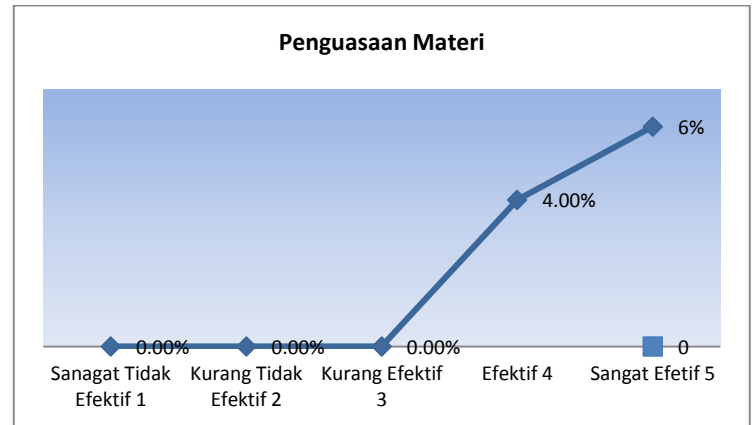 Penguasaan Materi
6%
4.00%
0.00% 0.00% 0.00% 0
Sanagat Tidak Efektif 1
Kurang Tidak Efektif 2
Kurang Efektif 3
Efektif 4
Sangat Efetif 5